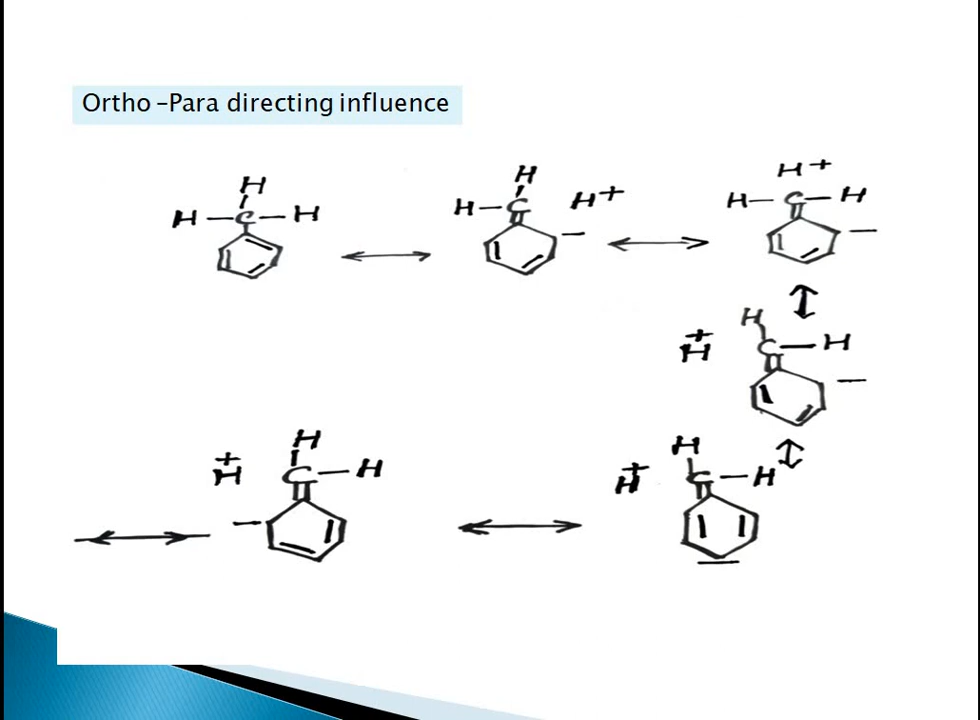 Ortho –Para directing influence
H
H – C – H
H
H – C H+
–
H+
H – C – H
–
H
H+ C – H
–
H
H+ C – H
–
H
H+ C – H
–